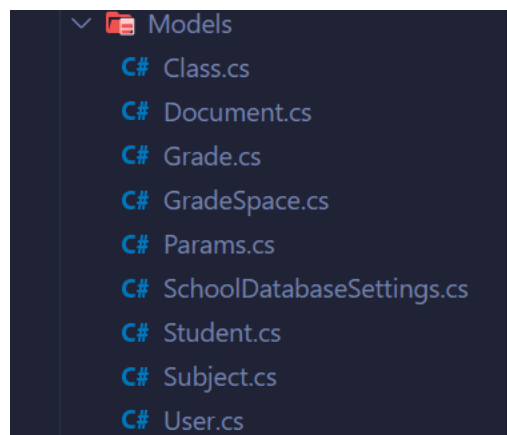 Models
C# Class.cs
C# Document.cs
C# Grade.cs
C# GradeSpace.cs
C# Params.cs
C# SchoolDatabaseSettings.cs
C# Student.cs
C# Subject.cs
C# User.cs